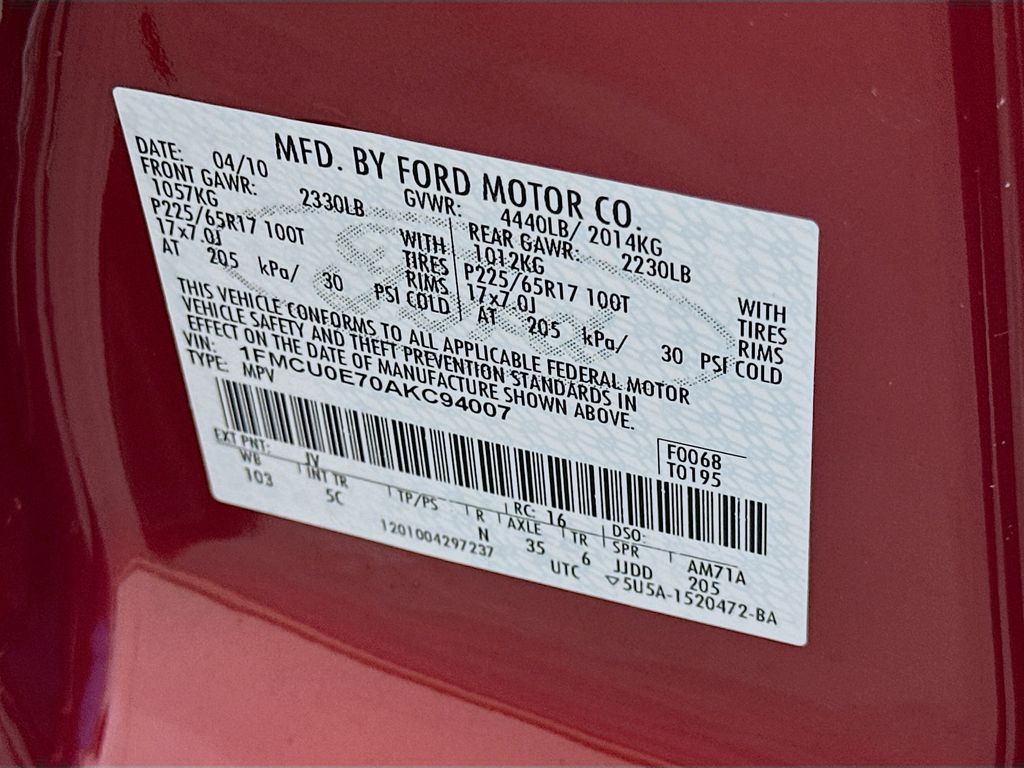 MFD. BY FORD MOTOR CO.
DATE: 04/10 GVWR: 4440LB/ 2014KG
FRONT GAWR: 2330LB REAR GAWR: 2230LB
1057KG WITH 1012KG WITH
P225/65R17 100T TIRES P225/65R17 100T TIRES
17x7.0J RIMS 17x7.0J RIMS
AT 205 kPa/ 30 PSI COLD AT 205 kPa/ 30 PSI COLD
THIS VEHICLE CONFORMS TO ALL APPLICABLE FEDERAL MOTOR
VEHICLE SAFETY AND THEFT PREVENTION STANDARDS IN
EFFECT ON THE DATE OF MANUFACTURE SHOWN ABOVE.
VIN: 1FMCU0E70AKC94007
TYPE: MPV
F0068
T0195
EXT PNT: JV RC: 16 DSO:
WB INT TR TP/PS R AXLE TR SPR AM71A
103 5C N 35 6 JJDD 205
1201004297237 UTC ▽5U5A-1520472-BA